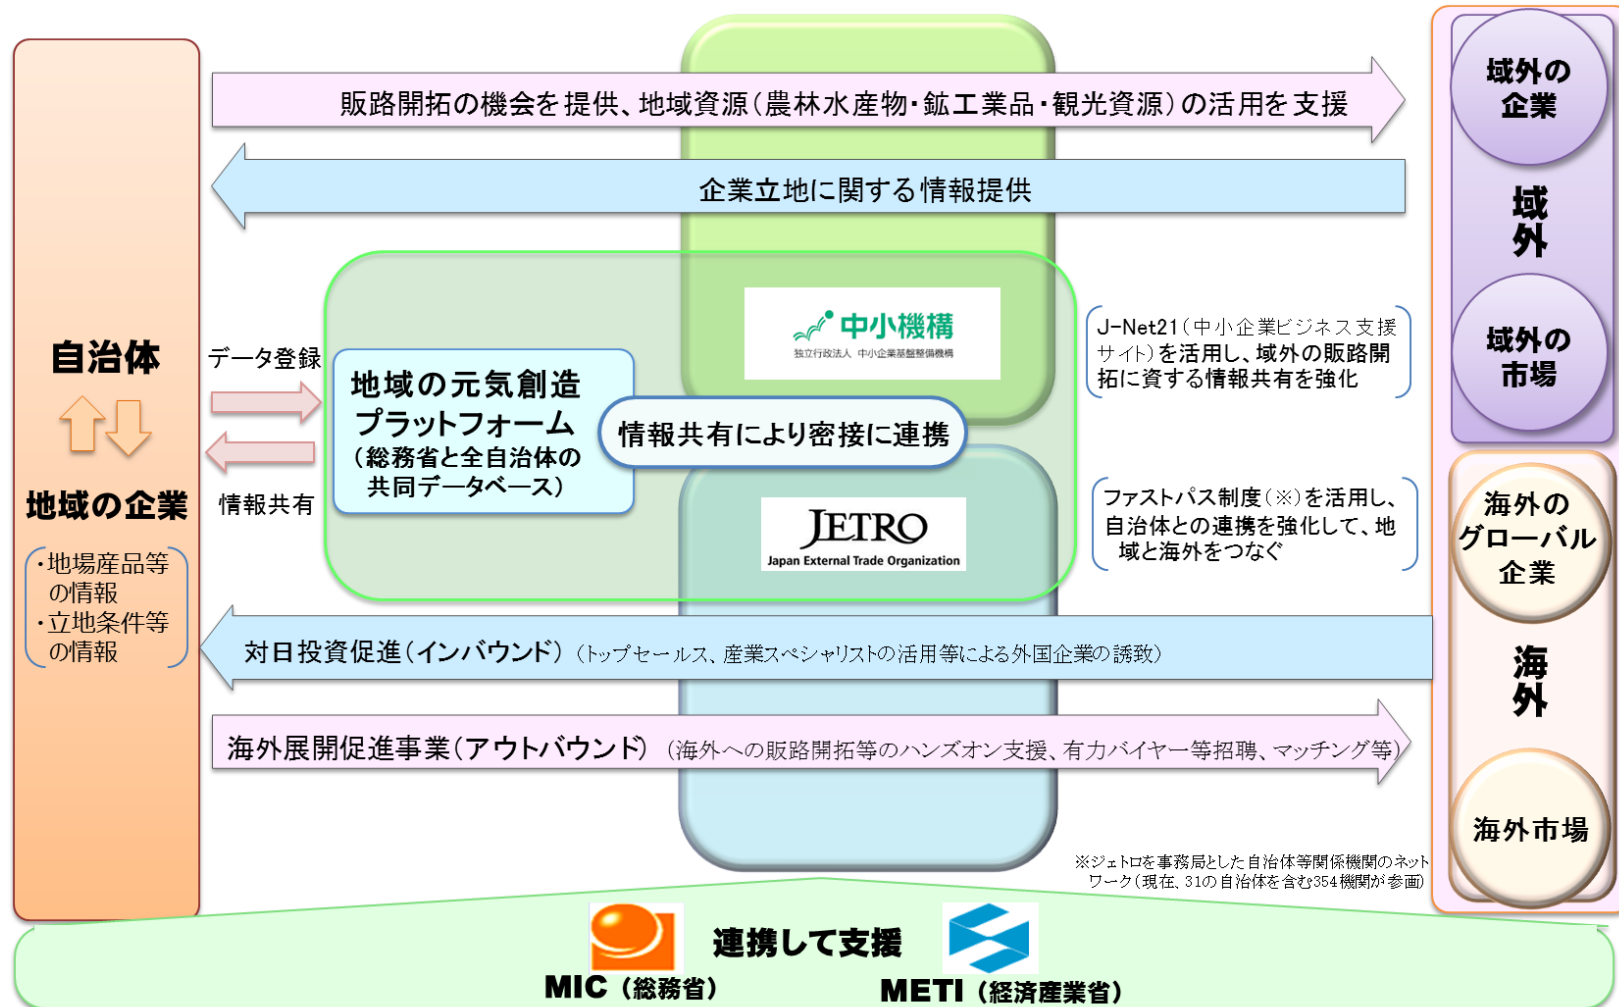 販路開拓の機会を提供、地域資源(農林水産物・鉱工業品・観光資源)の活用を支援
企業立地に関する情報提供
域外の
企業
域外
域外の
市場
自治体
地域の企業
・地場産品等
の情報
・立地条件等
の情報
データ登録
情報共有
地域の元気創造
プラットフォーム
(総務省と全自治体の
共同データベース)
情報共有により密接に連携
中小機構
独立行政法人 中小企業基盤整備機構
JETRO
Japan External Trade Organization
J-Net21(中小企業ビジネス支援
サイト)を活用し、域外の販路開
拓に資する情報共有を強化
ファストパス制度(※)を活用し、
自治体との連携を強化して、地
域と海外をつなぐ
海外の
グローバル
企業
海外
海外市場
対日投資促進(インバウンド) (トップセールス、産業スペシャリストの活用等による外国企業の誘致)
海外展開促進事業(アウトバウンド) (海外への販路開拓等のハンズオン支援、有力バイヤー等招聘、マッチング等)
※ジェトロを事務局とした自治体等関係機関のネット
ワーク(現在、31の自治体を含む354機関が参画)
連携して支援
MIC(総務省)
METI(経済産業省)